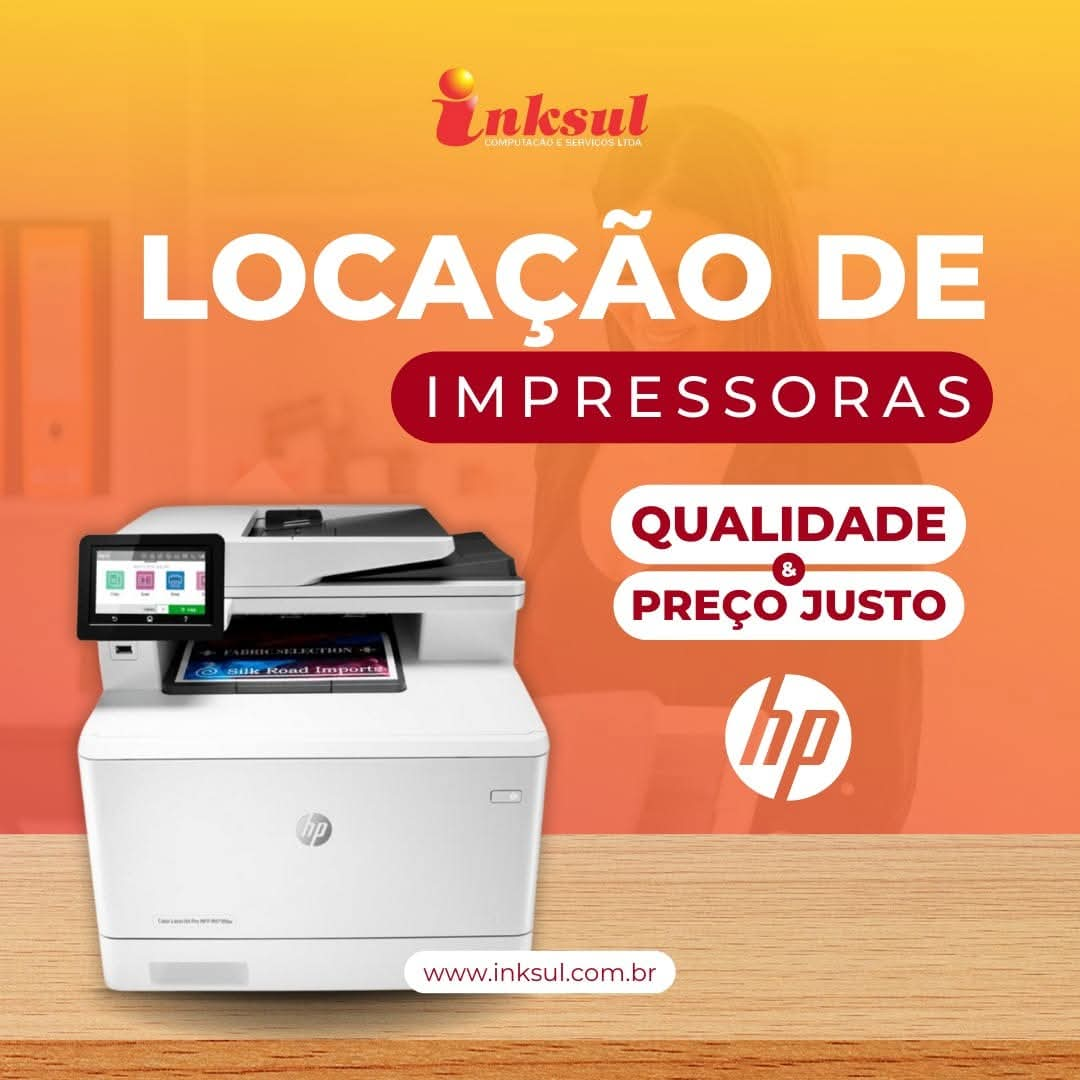 inksul
COMPUTAÇÃO E SERVIÇOS LTDA
LOCAÇÃO DE
IMPRESSORAS
QUALIDADE
&
PREÇO JUSTO
hp
FABRIC SELECTION
Silk Road Imports
hp
www.inksul.com.br